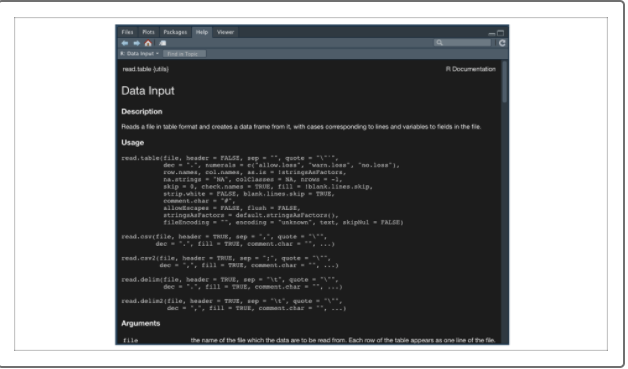 Files Plots Packages Help Viewer
R: Data Input Find in Topic
read.table {utils} R Documentation
Data Input
Description
Reads a file in table format and creates a data frame from it, with cases corresponding to lines and variables to fields in the file.
Usage
read.table(file, header = FALSE, sep = "", quote = "\"'",
dec = ".", numerals = c("allow.loss", "warn.loss", "no.loss"),
row.names, col.names, as.is = !stringsAsFactors,
na.strings = "NA", colClasses = NA, nrows = -1,
skip = 0, check.names = TRUE, fill = !blank.lines.skip,
strip.white = FALSE, blank.lines.skip = TRUE,
comment.char = "#",
allowEscapes = FALSE, flush = FALSE,
stringsAsFactors = default.stringsAsFactors(),
fileEncoding = "", encoding = "unknown", text, skipNul = FALSE)
read.csv(file, header = TRUE, sep = ",", quote = "\"",
dec = ".", fill = TRUE, comment.char = "", ...)
read.csv2(file, header = TRUE, sep = ";", quote = "\"",
dec = ",", fill = TRUE, comment.char = "", ...)
read.delim(file, header = TRUE, sep = "\t", quote = "\"",
dec = ".", fill = TRUE, comment.char = "", ...)
read.delim2(file, header = TRUE, sep = "\t", quote = "\"",
dec = ",", fill = TRUE, comment.char = "", ...)
Arguments
file the name of the file which the data are to be read from. Each row of the table appears as one line of the file.